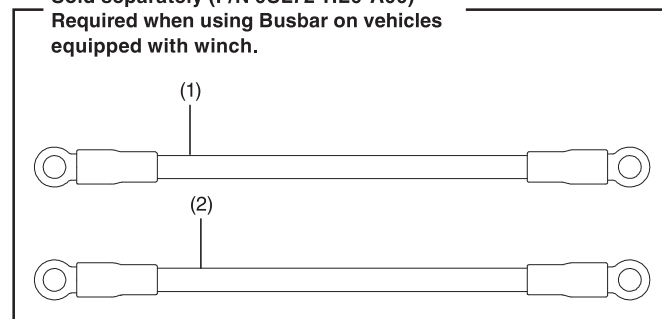 Required when using Busbar on vehicles
equipped with winch.
(1)
(2)